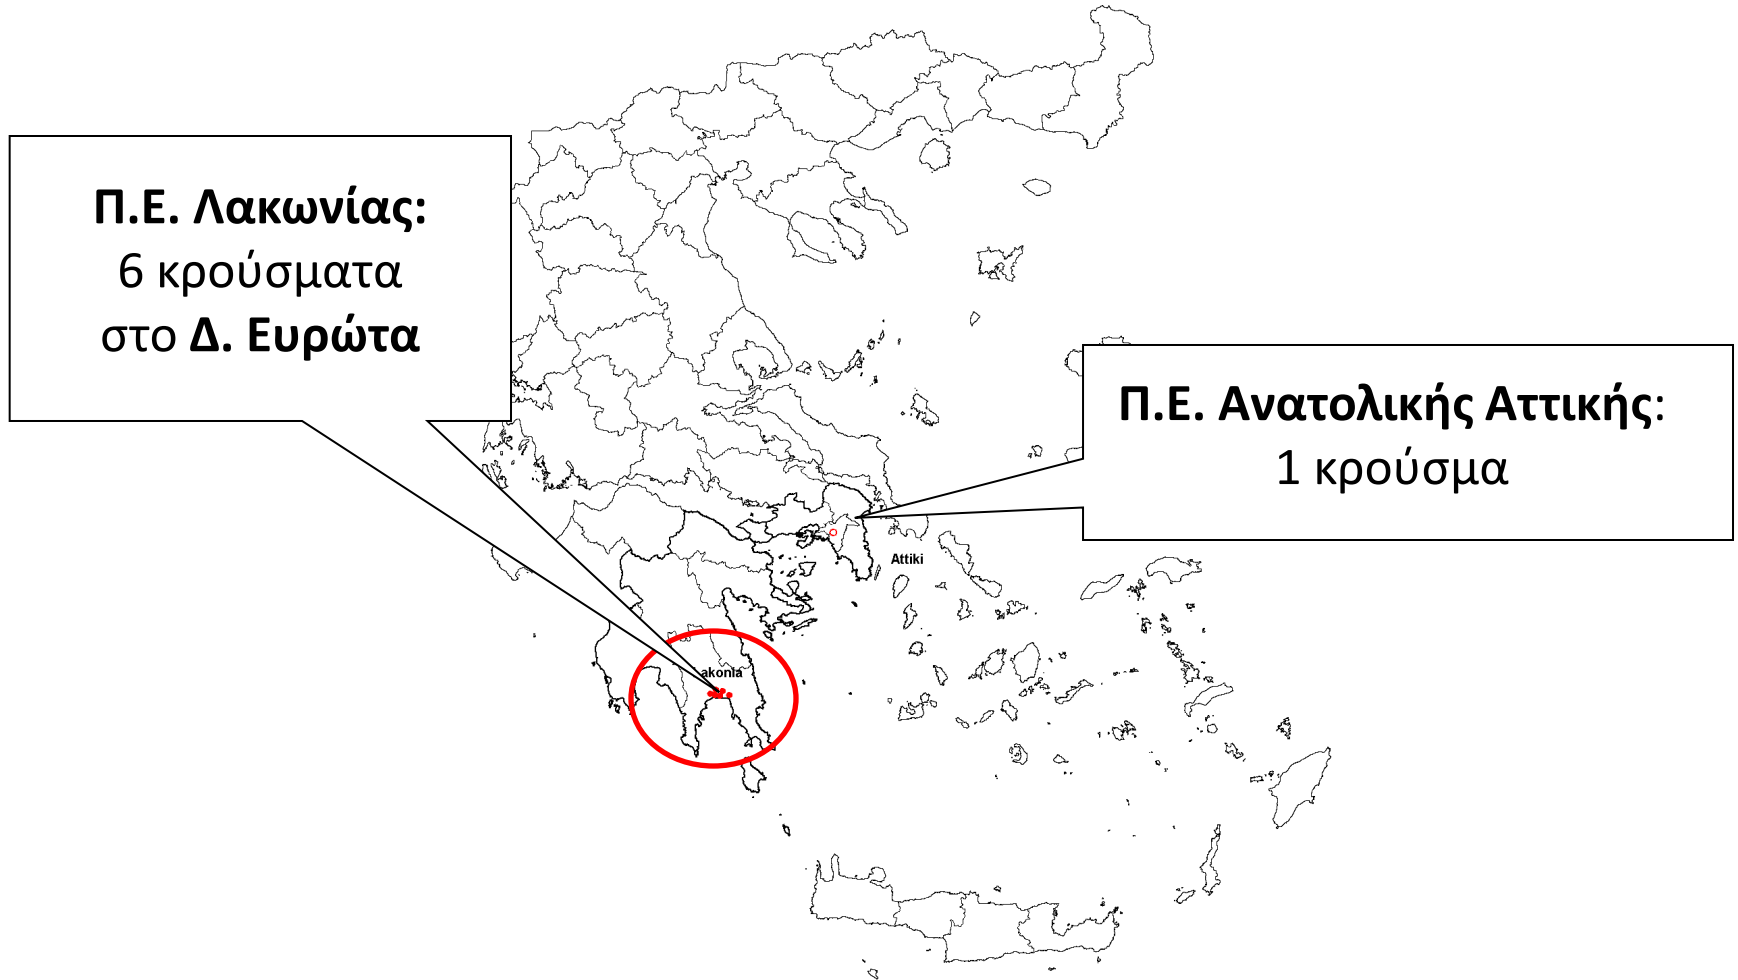 Π.Ε. Λακωνίας:
6 κρούσματα
στο Δ. Ευρώτα
Π.Ε. Ανατολικής Αττικής:
1 κρούσμα
Attiki
akonia